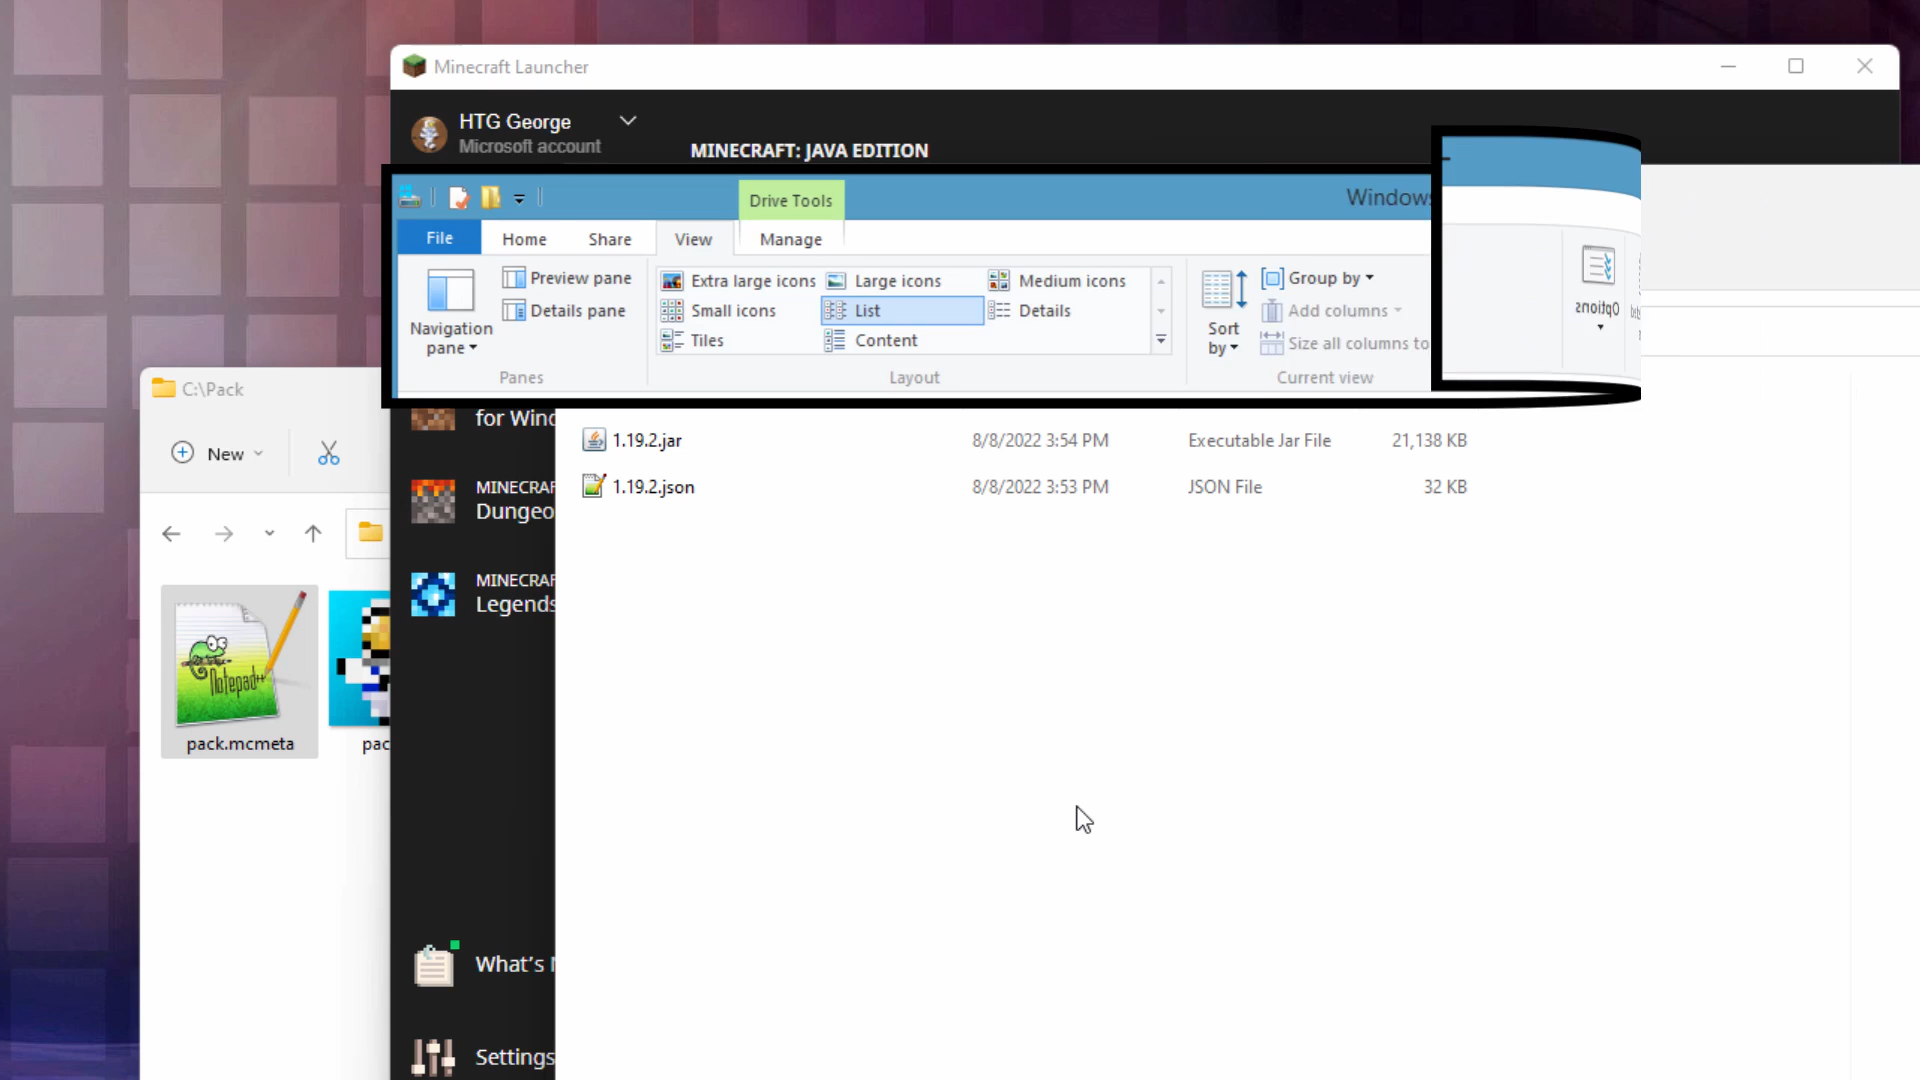 Minecraft Launcher
HTG George
Microsoft account
MINECRAFT: JAVA EDITION
Drive Tools
Windows
File Home Share View Manage
Navigation pane
Preview pane
Details pane
Panes
Extra large icons Large icons Medium icons
Small icons List Details
Tiles Content
Layout
Sort by
Group by
Add columns
Size all columns to
Current view
Options
C:\Pack
New
pack.mcmeta
pac
for Wind
MINECRAF
Dungeo
MINECRAF
Legends
What's
Settings
1.19.2.jar 8/8/2022 3:54 PM Executable Jar File 21,138 KB
1.19.2.json 8/8/2022 3:53 PM JSON File 32 KB
Notepad++